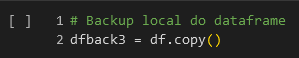 [ ] 1 # Backup local do dataframe
2 dfback3 = df.copy()